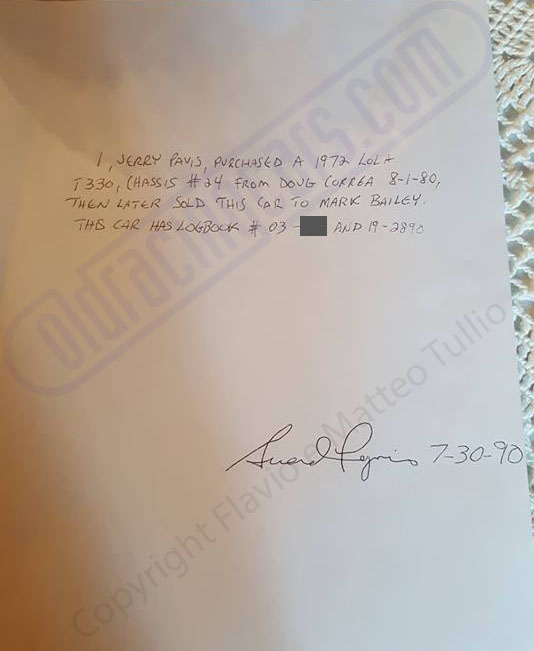 I, JERRY PAVIS, PURCHASED A 1972 LOLA
T330, CHASSIS #24 FROM DOUG CORREA 8-1-80,
THEN LATER SOLD THIS CAR TO MARK BAILEY.
THIS CAR HAS LOGBOOK # 03 - AND 19-2890
7-30-90
oldracingcars.com
Copyright Flavio e Matteo Tullio